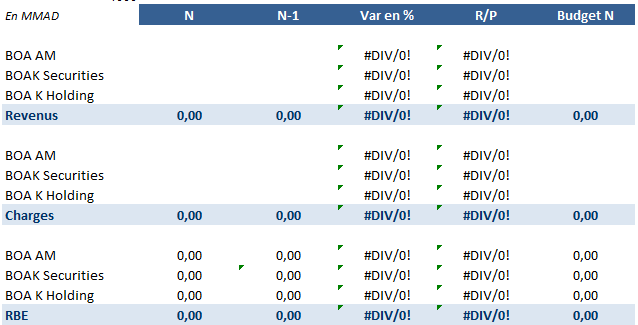 En MMAD N N-1 Var en % R/P Budget N
BOA AM #DIV/0! #DIV/0!
BOAK Securities #DIV/0! #DIV/0!
BOA K Holding #DIV/0! #DIV/0!
Revenus 0,00 0,00 #DIV/0! #DIV/0! 0,00
BOA AM #DIV/0! #DIV/0!
BOAK Securities #DIV/0! #DIV/0!
BOA K Holding #DIV/0! #DIV/0!
Charges 0,00 0,00 #DIV/0! #DIV/0! 0,00
BOA AM 0,00 0,00 #DIV/0! #DIV/0! 0,00
BOAK Securities 0,00 0,00 #DIV/0! #DIV/0! 0,00
BOA K Holding 0,00 0,00 #DIV/0! #DIV/0! 0,00
RBE 0,00 0,00 #DIV/0! #DIV/0! 0,00